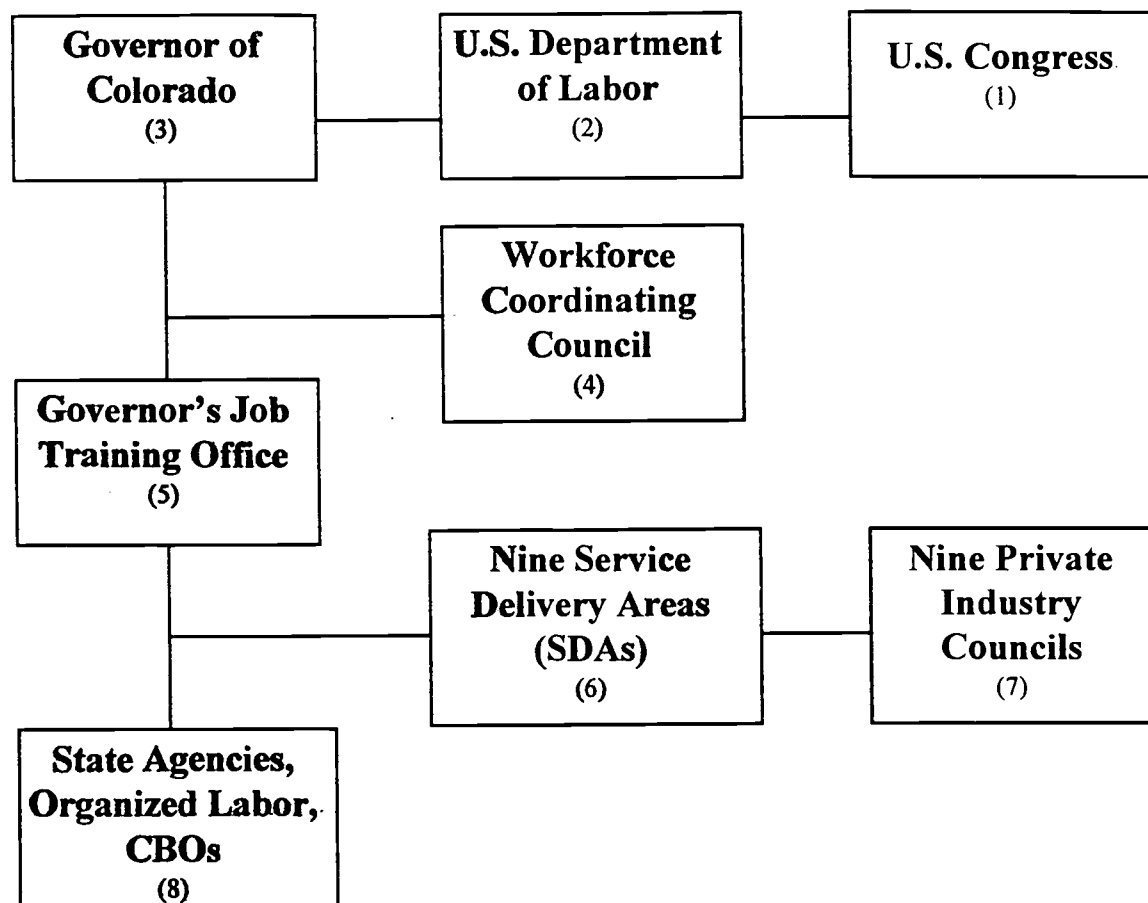 Governor of
Colorado
(3)
U.S. Department
of Labor
(2)
U.S. Congress
(1)
Workforce
Coordinating
Council
(4)
Governor's Job
Training Office
(5)
Nine Service
Delivery Areas
(SDAs)
(6)
Nine Private
Industry
Councils
(7)
State Agencies,
Organized Labor,
CBOs
(8)